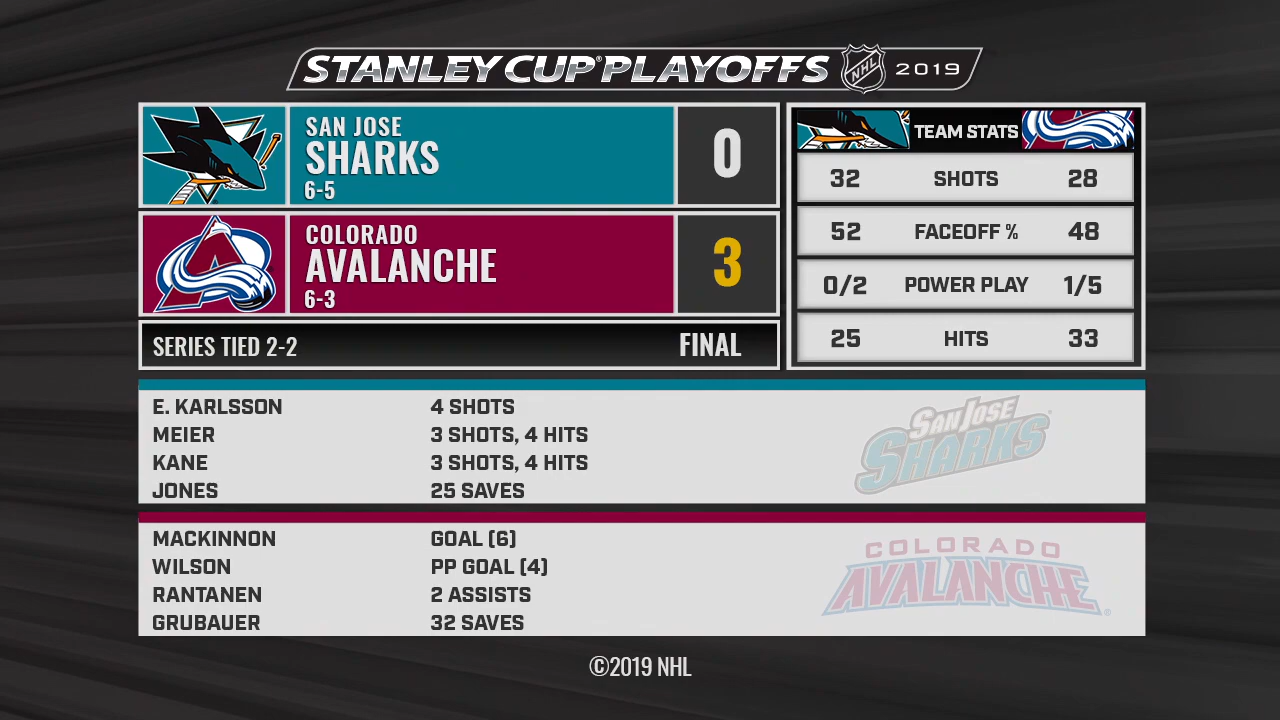 STANLEY CUP® PLAYOFFS NHL 2019
SAN JOSE
SHARKS
6-5
0
COLORADO
AVALANCHE
6-3
3
SERIES TIED 2-2 FINAL
TEAM STATS
32 SHOTS 28
52 FACEOFF % 48
0/2 POWER PLAY 1/5
25 HITS 33
E. KARLSSON 4 SHOTS
MEIER 3 SHOTS, 4 HITS
KANE 3 SHOTS, 4 HITS
JONES 25 SAVES
SAN JOSE
SHARKS®
MACKINNON GOAL (6)
WILSON PP GOAL (4)
RANTANEN 2 ASSISTS
GRUBAUER 32 SAVES
COLORADO
AVALANCHE®
©2019 NHL